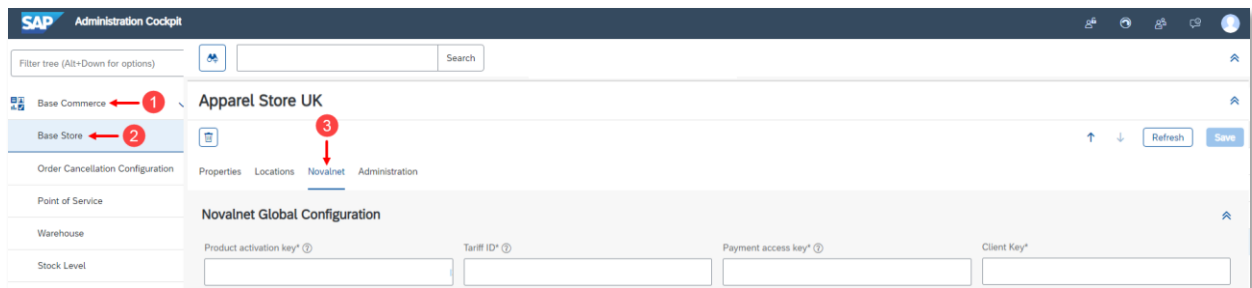 SAP Administration Cockpit
Filter tree (Alt+Down for options)
Search
Base Commerce 1
Apparel Store UK
Base Store 2
3
Refresh Save
Order Cancellation Configuration
Properties Locations Novalnet Administration
Point of Service
Novalnet Global Configuration
Warehouse
Product activation key* ? Tariff ID* ? Payment access key* ? Client Key*
Stock Level